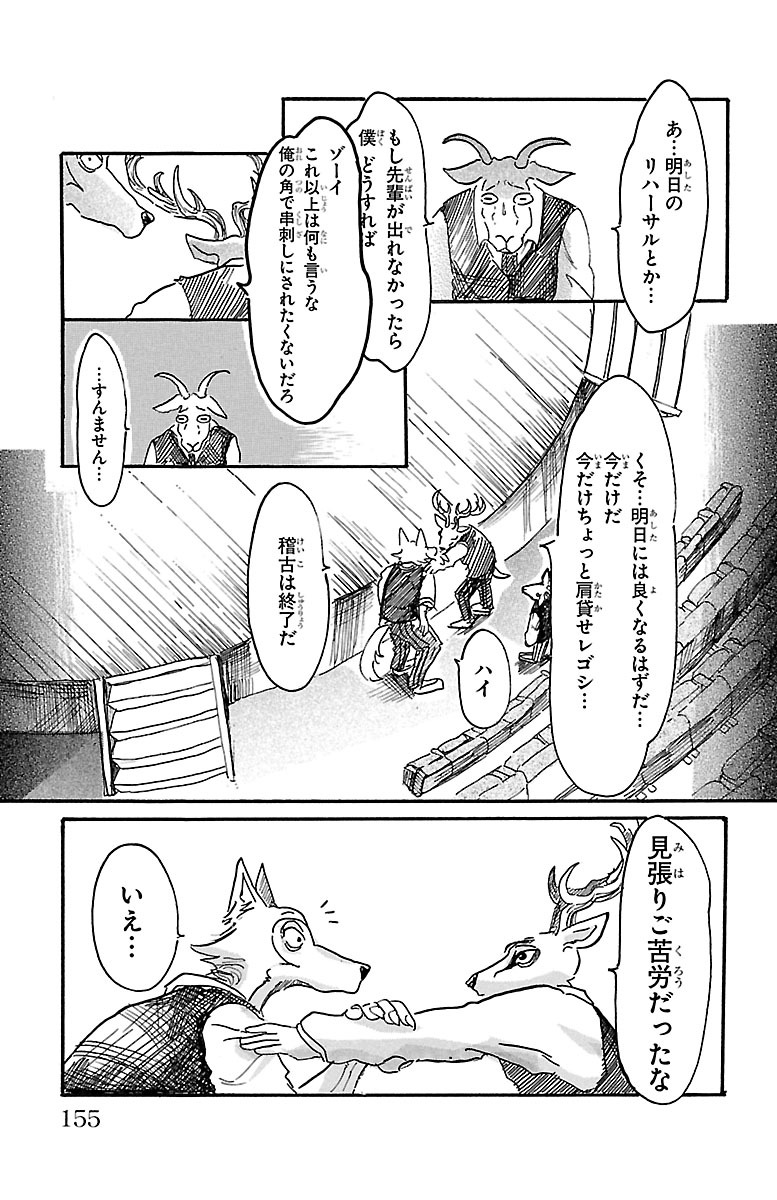 あ…明日の
リハーサルとか…
もし先輩が出れなかったら
僕 どうすれば
ゾーイ
これ以上は何も言うな
俺の角で串刺しにされたくないだろ
…すんません…
くそ…明日には良くなるはずだ…
今だけだ
今だけちょっと肩貸せレゴシ…
ハイ
稽古は終了だ
見張りご苦労だったな
いえ…
155